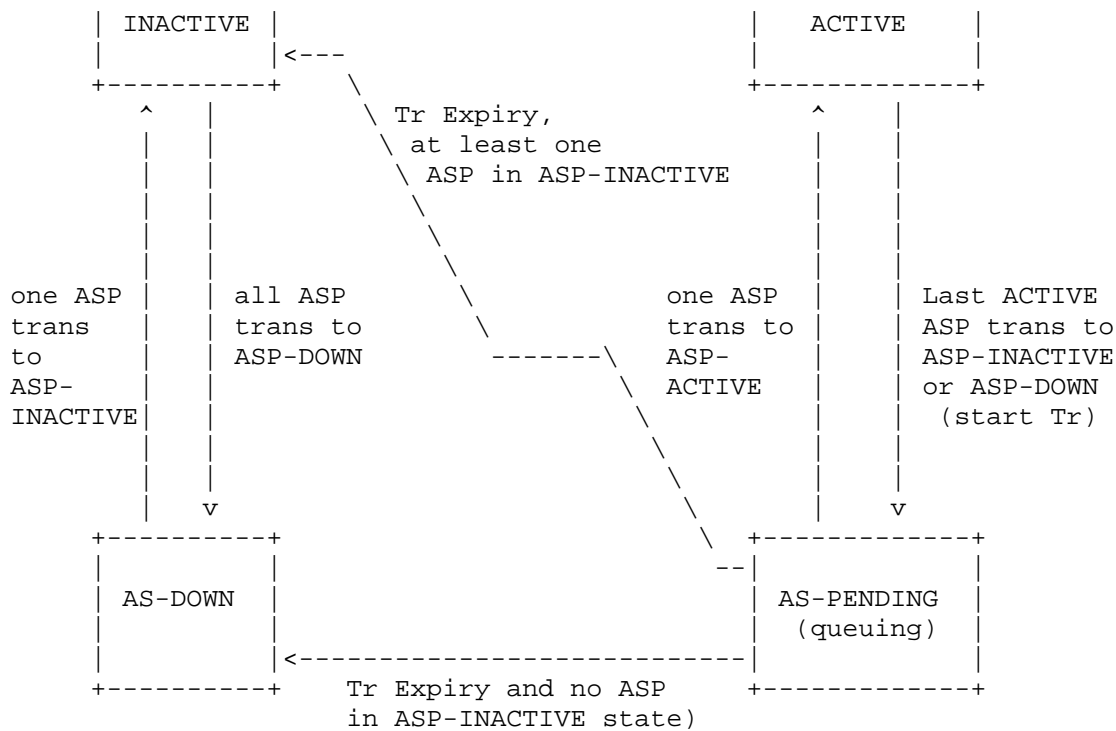 INACTIVE ACTIVE
Tr Expiry,
at least one
ASP in ASP-INACTIVE
one ASP all ASP one ASP Last ACTIVE
trans trans to trans to ASP trans to
to ASP-DOWN ASP- ASP-INACTIVE
ASP- ACTIVE or ASP-DOWN
INACTIVE (start Tr)
AS-DOWN AS-PENDING
(queuing)
Tr Expiry and no ASP
in ASP-INACTIVE state)